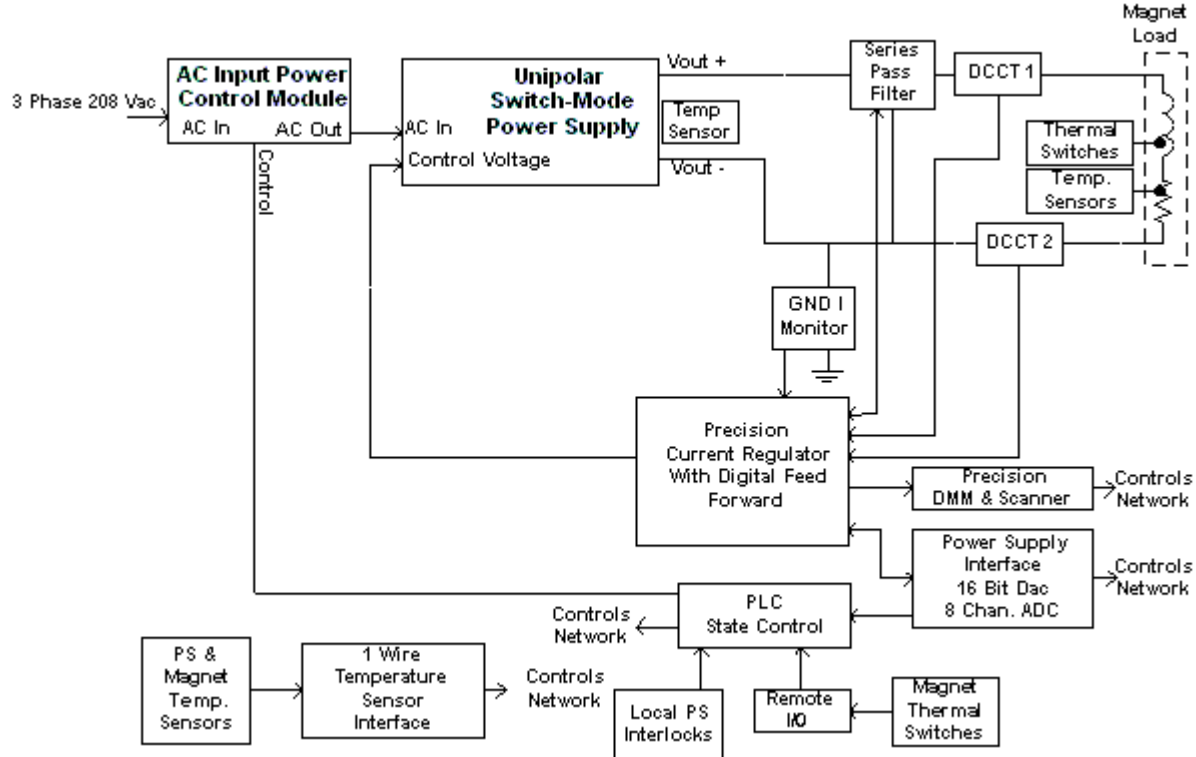 Magnet
Load
AC Input Power
Control Module
AC In
AC Out
3 Phase 208 Vac
Control
Unipolar
Switch-Mode
Power Supply
AC In
Control Voltage
Vout +
Temp
Sensor
Vout -
Series
Pass
Filter
DCCT 1
Thermal
Switches
Temp.
Sensors
DCCT 2
GND I
Monitor
Precision
Current Regulator
With Digital Feed
Forward
Precision
DMM & Scanner
Controls
Network
Power Supply
Interface
16 Bit Dac
8 Chan. ADC
Controls
Network
PLC
State Control
Controls
Network
PS &
Magnet
Temp.
Sensors
1 Wire
Temperature
Sensor
Interface
Controls
Network
Local PS
Interlocks
Remote
I/O
Magnet
Thermal
Switches